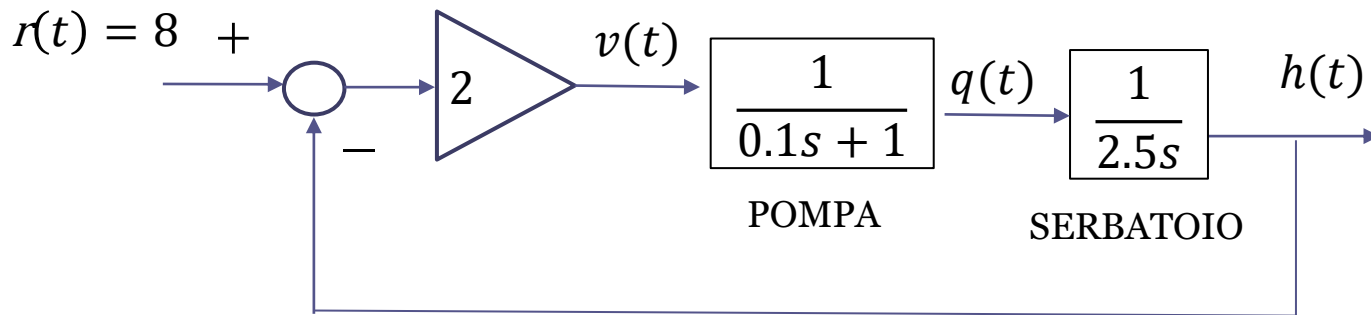 r(t) = 8 +
−
2
v(t)
1
0.1s + 1
POMPA
q(t)
1
2.5s
SERBATOIO
h(t)